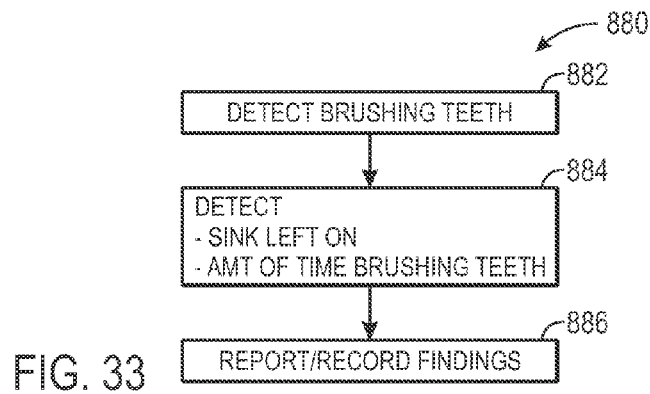 880
882
DETECT BRUSHING TEETH
884
DETECT
- SINK LEFT ON
- AMT OF TIME BRUSHING TEETH
886
REPORT/RECORD FINDINGS
FIG. 33